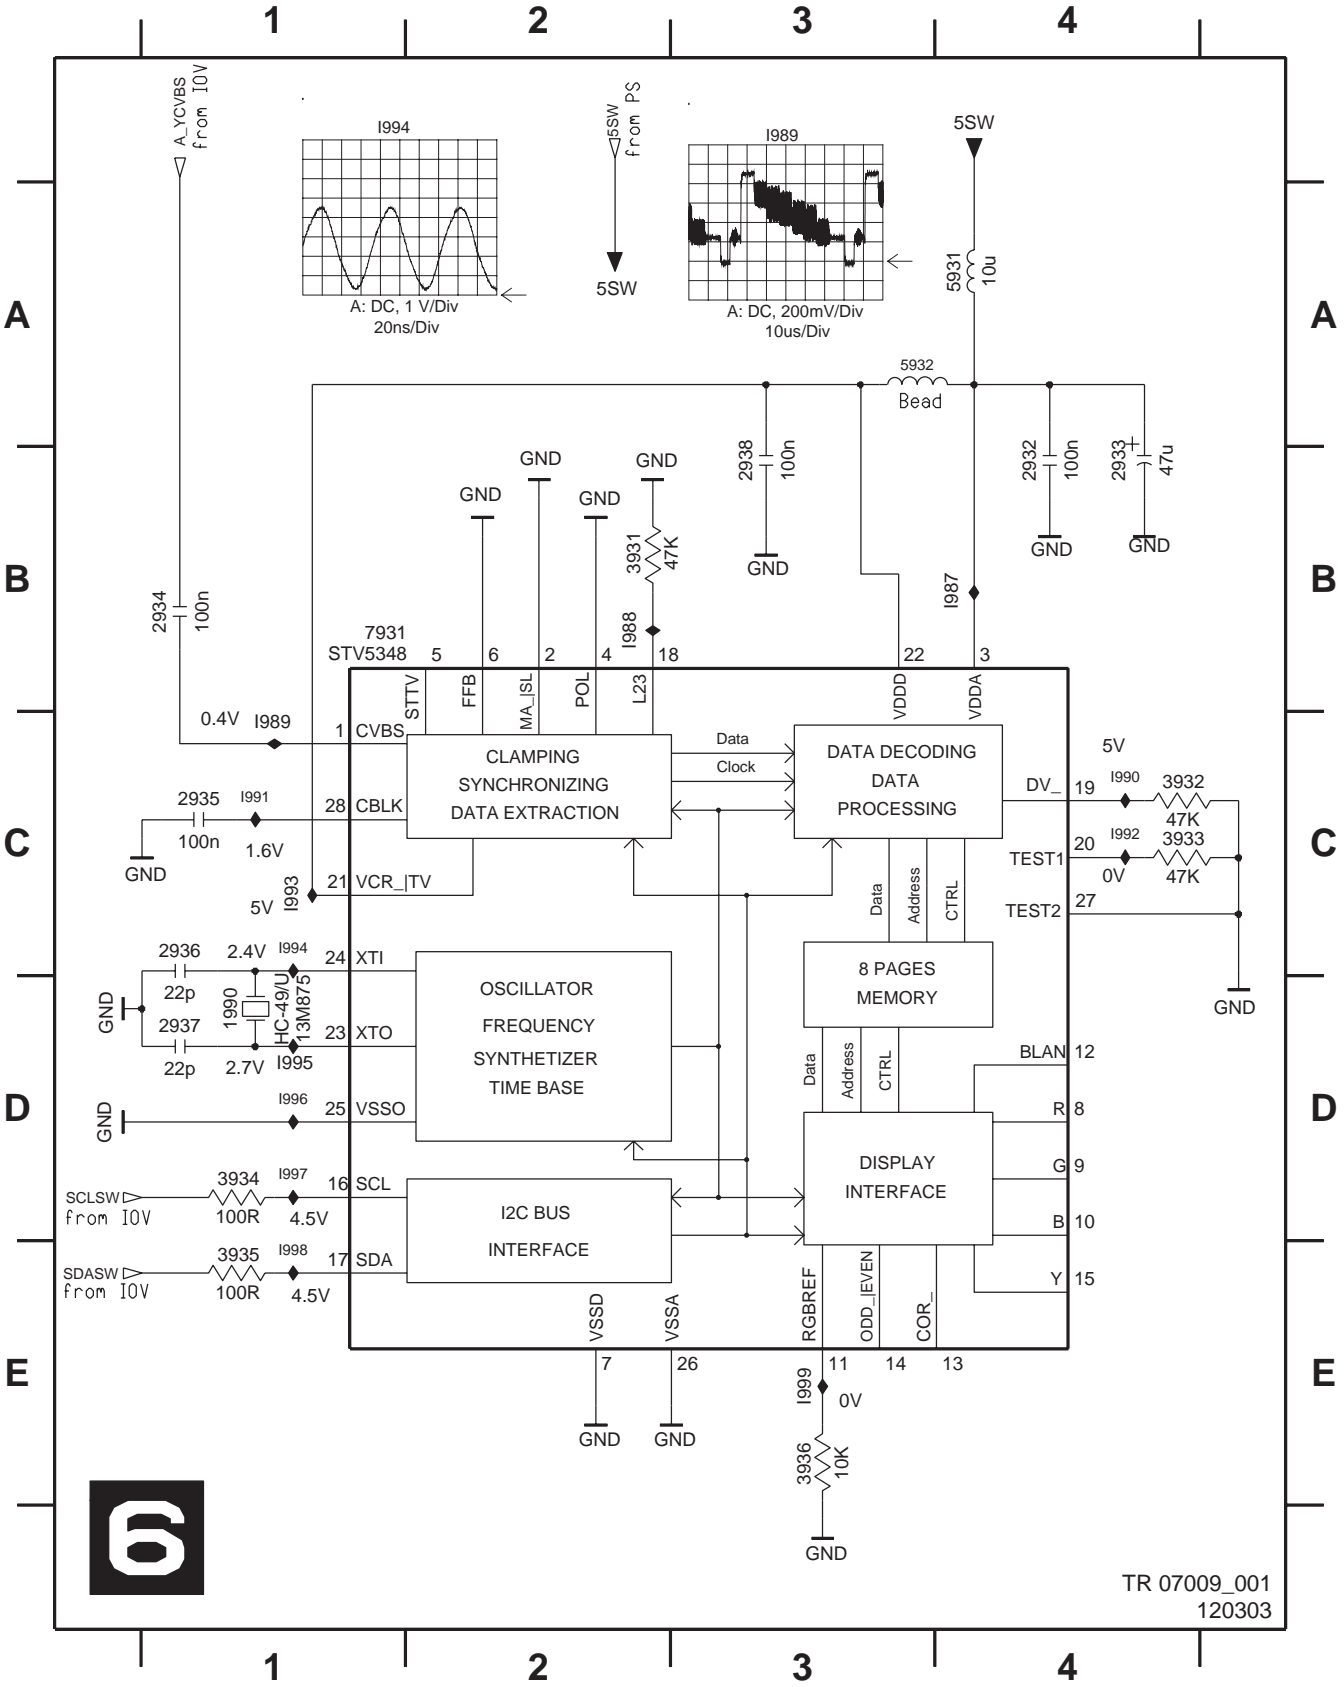 1 2 3 4
A_YCVBS
from IOV
I994
A: DC, 1 V/Div
20ns/Div
5SW
from PS
5SW
I989
A: DC, 200mV/Div
10us/Div
5SW
5931
10u
A A
5932
Bead
2938
100n
GND
2932
100n
GND
2933
+
47u
GND
GND
GND
GND
GND
3931
47K
I988
I987
B B
2934
100n
7931
STV5348
5 6 2 4 18 22 3
STTV
FFB
MA_|SL
POL
L23
VDDD
VDDA
0.4V I989
1 CVBS
CLAMPING
SYNCHRONIZING
DATA EXTRACTION
Data
Clock
DATA DECODING
DATA
PROCESSING
5V
DV_ 19 I990 3932
47K
2935 I991
100n
1.6V
28 CBLK
GND
C C
TEST1 20 I992 3933
0V 47K
TEST2 27
GND
I993
5V
21 VCR_|TV
Data
Address
CTRL
8 PAGES
MEMORY
2936 2.4V I994
22p
24 XTI
GND
1990
HC-49/U
13M875
2937
22p
2.7V I995
23 XTO
OSCILLATOR
FREQUENCY
SYNTHETIZER
TIME BASE
Data
Address
CTRL
BLAN 12
D D
GND
I996
25 VSSO
R 8
G 9
B 10
Y 15
DISPLAY
INTERFACE
SCLSW
from IOV
3934
100R
I997
4.5V
16 SCL
I2C BUS
INTERFACE
SDASW
from IOV
3935
100R
I998
4.5V
17 SDA
VSSD
VSSA
RGBREF
ODD_|EVEN
COR_
7 26 11 14 13
GND
GND
E E
I999
0V
3936
10K
GND
6
TR 07009_001
120303
1 2 3 4